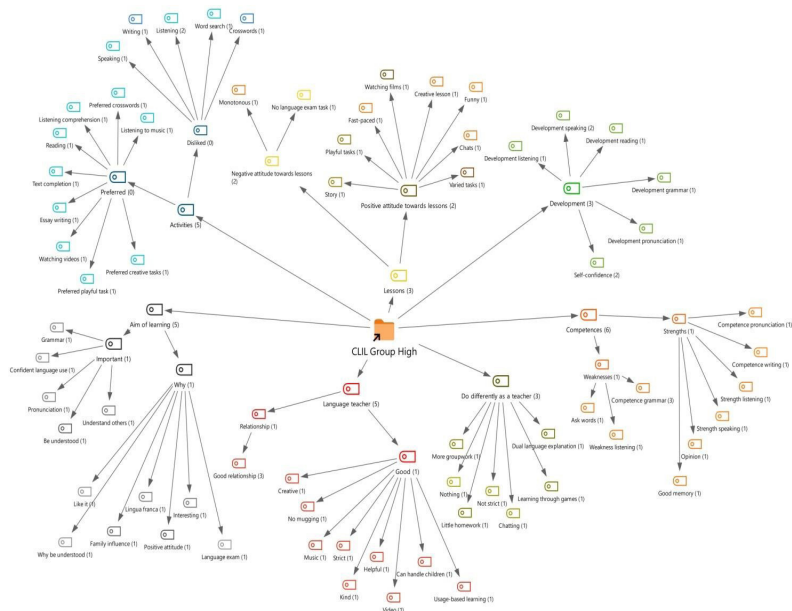 Writing (1)
Listening (2)
Word search (1)
Crosswords (1)
Speaking (1)
Disliked (0)
Preferred crosswords (1)
Listening comprehension (1)
Listening to music (1)
Reading (1)
Text completion (1)
Preferred (0)
Essay writing (1)
Activities (5)
Watching videos (1)
Preferred creative tasks (1)
Preferred playful task (1)
Monotonous (1)
No language exam task (1)
Negative attitude towards lessons
(2)
Watching films (1)
Creative lesson (1)
Funny (1)
Fast-paced (1)
Playful tasks (1)
Chats (1)
Story (1)
Varied tasks (1)
Positive attitude towards lessons (2)
Lessons (3)
Development speaking (2)
Development reading (1)
Development listening (1)
Development grammar (1)
Development (3)
Development pronunciation (1)
Self-confidence (2)
CLIL Group High
Aim of learning (5)
Grammar (1)
Important (1)
Confident language use (1)
Pronunciation (1)
Understand others (1)
Be understood (1)
Why (1)
Like it (1)
Lingua franca (1)
Interesting (1)
Why be understood (1)
Family influence (1)
Positive attitude (1)
Language exam (1)
Language teacher (5)
Relationship (1)
Good relationship (3)
Good (1)
Creative (1)
No mugging (1)
Music (1)
Strict (1)
Helpful (1)
Can handle children (1)
Kind (1)
Video (1)
Usage-based learning (1)
Do differently as a teacher (3)
Dual language explanation (1)
More groupwork (1)
Nothing (1)
Not strict (1)
Learning through games (1)
Little homework (1)
Chatting (1)
Competences (6)
Strengths (1)
Competence pronunciation (1)
Competence writing (1)
Strength listening (1)
Strength speaking (1)
Opinion (1)
Good memory (1)
Weaknesses (1)
Competence grammar (3)
Ask words (1)
Weakness listening (1)